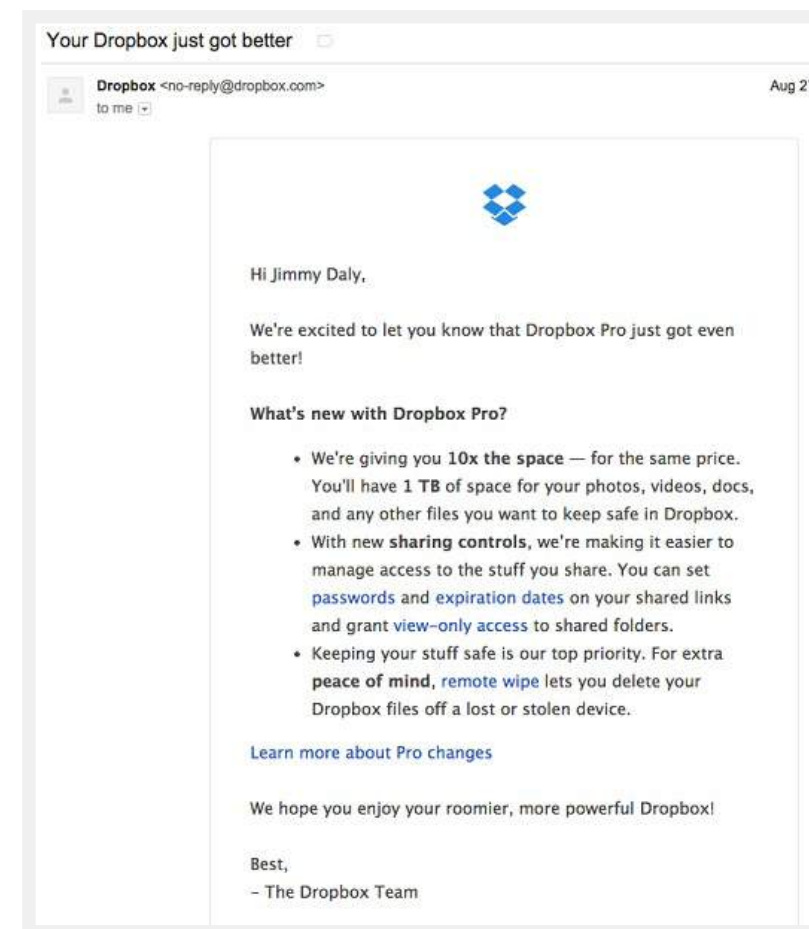 Your Dropbox just got better
Dropbox <no-reply@dropbox.com>
Aug 27
to me
Hi Jimmy Daly,
We're excited to let you know that Dropbox Pro just got even
better!
What's new with Dropbox Pro?
• We're giving you 10x the space — for the same price.
You'll have 1 TB of space for your photos, videos, docs,
and any other files you want to keep safe in Dropbox.
• With new sharing controls, we're making it easier to
manage access to the stuff you share. You can set
passwords and expiration dates on your shared links
and grant view-only access to shared folders.
• Keeping your stuff safe is our top priority. For extra
peace of mind, remote wipe lets you delete your
Dropbox files off a lost or stolen device.
Learn more about Pro changes
We hope you enjoy your roomier, more powerful Dropbox!
Best,
– The Dropbox Team